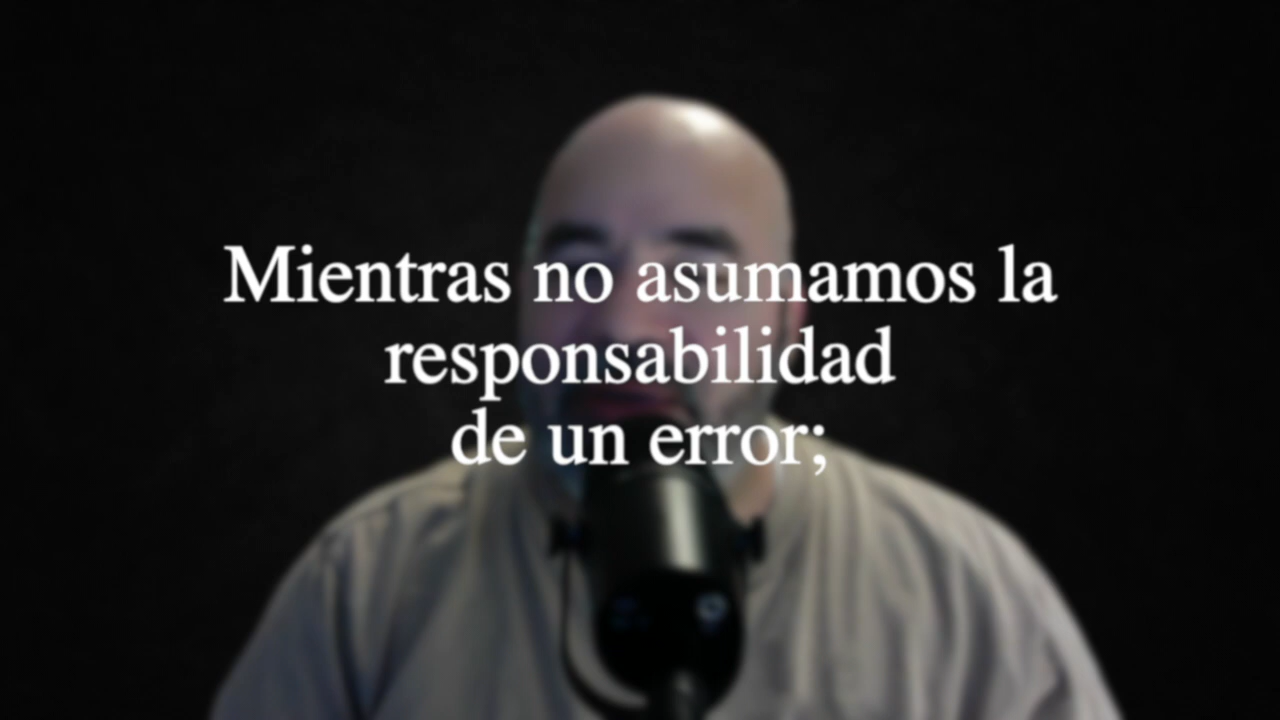 Mientras no asumamos la
responsabilidad
de un error;